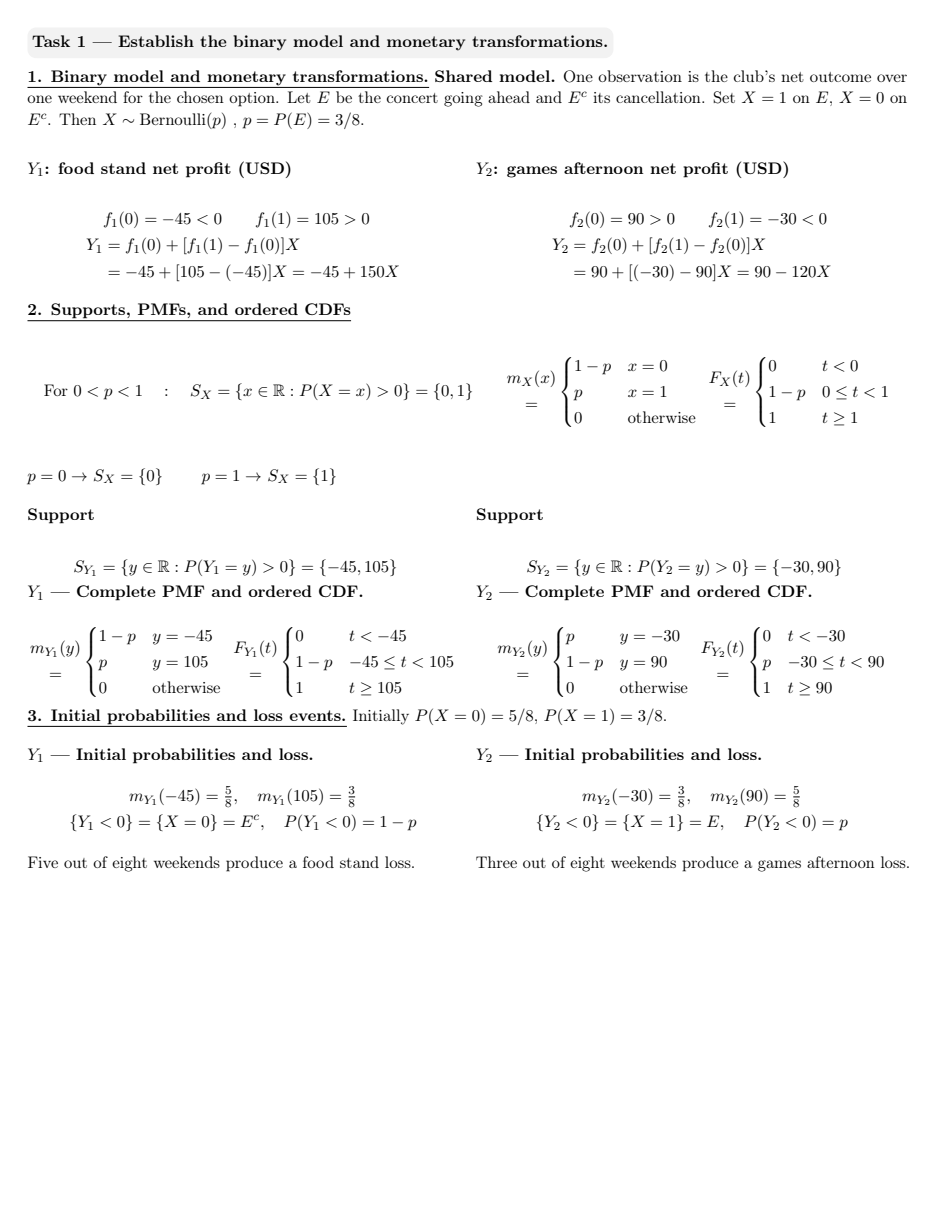 Task 1 — Establish the binary model and monetary transformations.
1. Binary model and monetary transformations. Shared model. One observation is the club's net outcome over
one weekend for the chosen option. Let E be the concert going ahead and Eᶜ its cancellation. Set X = 1 on E, X = 0 on
Eᶜ. Then X ∼ Bernoulli(p) , p = P(E) = 3/8.
Y₁: food stand net profit (USD)
f₁(0) = −45 < 0 f₁(1) = 105 > 0
Y₁ = f₁(0) + [f₁(1) − f₁(0)]X
= −45 + [105 − (−45)]X = −45 + 150X
Y₂: games afternoon net profit (USD)
f₂(0) = 90 > 0 f₂(1) = −30 < 0
Y₂ = f₂(0) + [f₂(1) − f₂(0)]X
= 90 + [(−30) − 90]X = 90 − 120X
2. Supports, PMFs, and ordered CDFs
For 0 < p < 1 : S_X = {x ∈ ℝ : P(X = x) > 0} = {0, 1}
m_X(x) = { 1 − p x = 0
p x = 1
0 otherwise
F_X(t) = { 0 t < 0
1 − p 0 ≤ t < 1
1 t ≥ 1
p = 0 → S_X = {0} p = 1 → S_X = {1}
Support
S_Y₁ = {y ∈ ℝ : P(Y₁ = y) > 0} = {−45, 105}
Y₁ — Complete PMF and ordered CDF.
m_Y₁(y) = { 1 − p y = −45
p y = 105
0 otherwise
F_Y₁(t) = { 0 t < −45
1 − p −45 ≤ t < 105
1 t ≥ 105
Support
S_Y₂ = {y ∈ ℝ : P(Y₂ = y) > 0} = {−30, 90}
Y₂ — Complete PMF and ordered CDF.
m_Y₂(y) = { p y = −30
1 − p y = 90
0 otherwise
F_Y₂(t) = { 0 t < −30
p −30 ≤ t < 90
1 t ≥ 90
3. Initial probabilities and loss events. Initially P(X = 0) = 5/8, P(X = 1) = 3/8.
Y₁ — Initial probabilities and loss.
m_Y₁(−45) = 5/8, m_Y₁(105) = 3/8
{Y₁ < 0} = {X = 0} = Eᶜ, P(Y₁ < 0) = 1 − p
Five out of eight weekends produce a food stand loss.
Y₂ — Initial probabilities and loss.
m_Y₂(−30) = 3/8, m_Y₂(90) = 5/8
{Y₂ < 0} = {X = 1} = E, P(Y₂ < 0) = p
Three out of eight weekends produce a games afternoon loss.